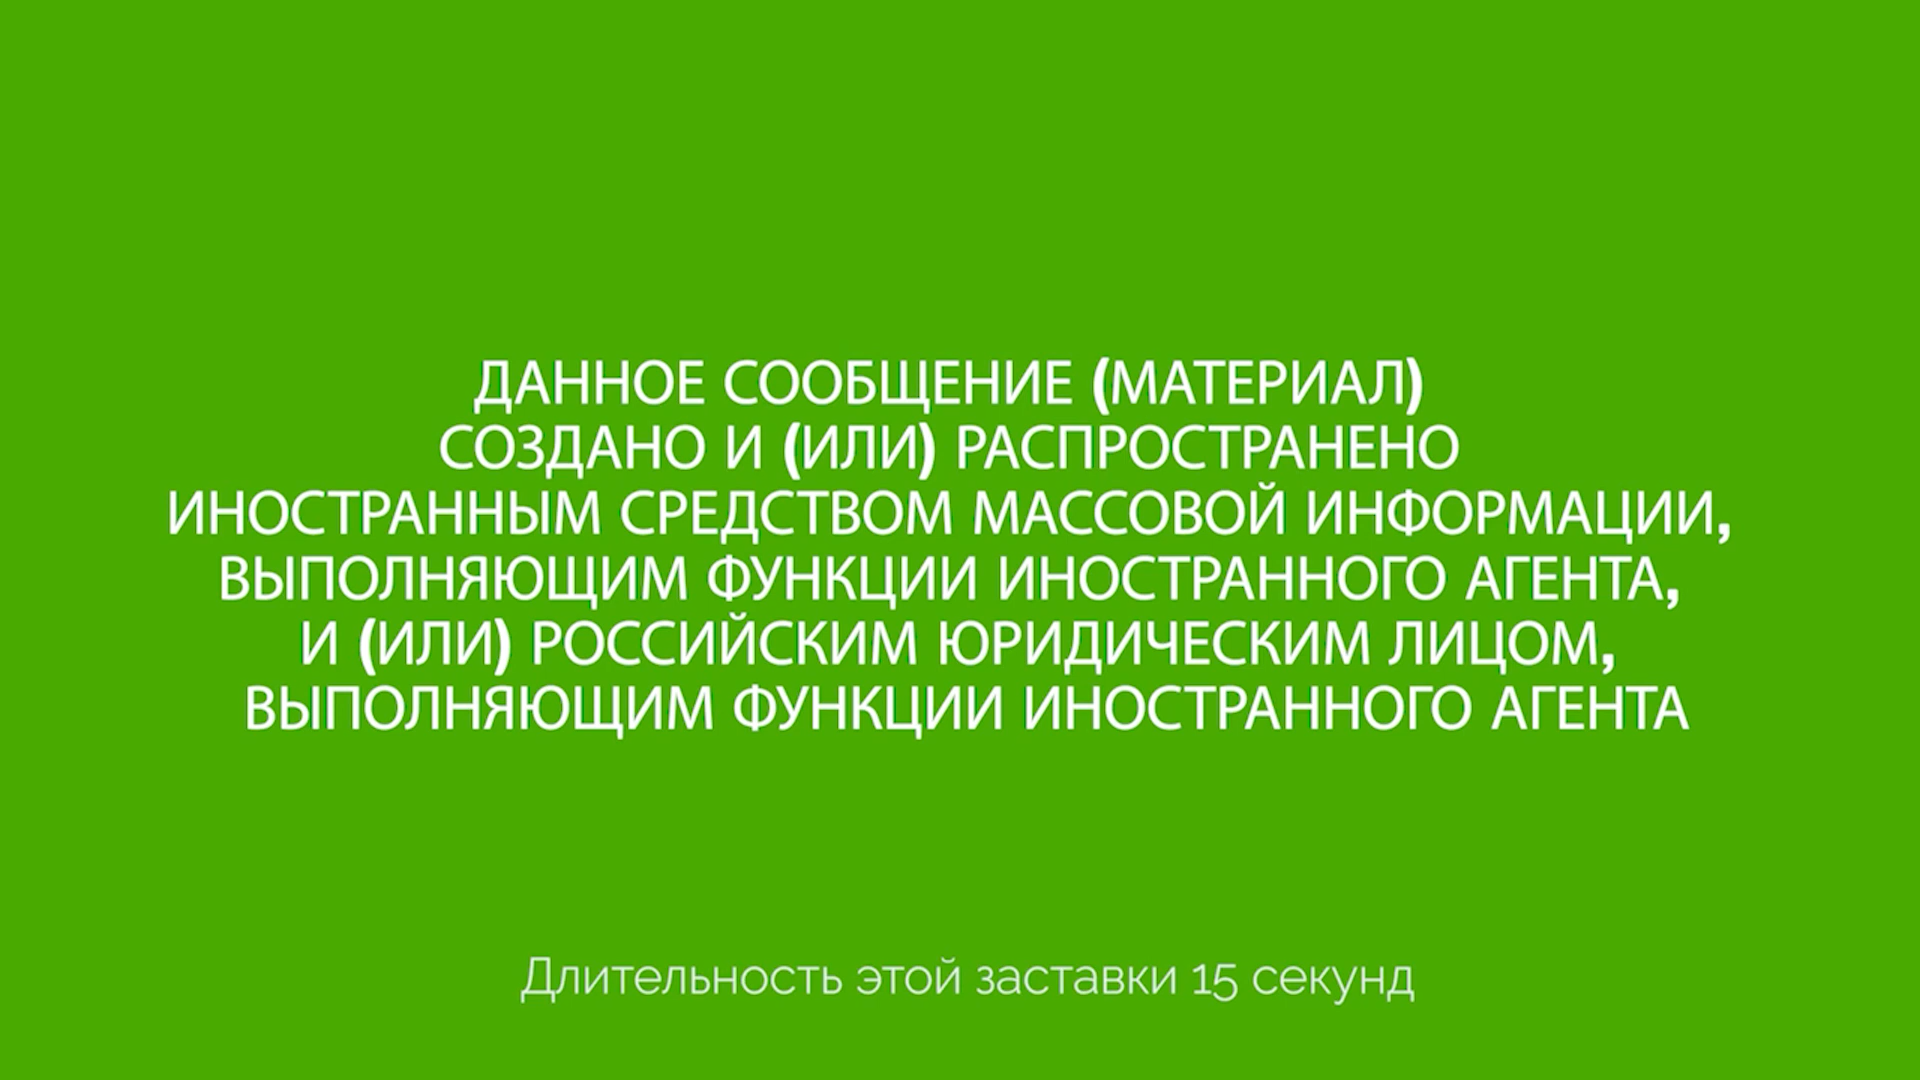 ДАННОЕ СООБЩЕНИЕ (МАТЕРИАЛ)
СОЗДАНО И (ИЛИ) РАСПРОСТРАНЕНО
ИНОСТРАННЫМ СРЕДСТВОМ МАССОВОЙ ИНФОРМАЦИИ,
ВЫПОЛНЯЮЩИМ ФУНКЦИИ ИНОСТРАННОГО АГЕНТА,
И (ИЛИ) РОССИЙСКИМ ЮРИДИЧЕСКИМ ЛИЦОМ,
ВЫПОЛНЯЮЩИМ ФУНКЦИИ ИНОСТРАННОГО АГЕНТА
Длительность этой заставки 15 секунд